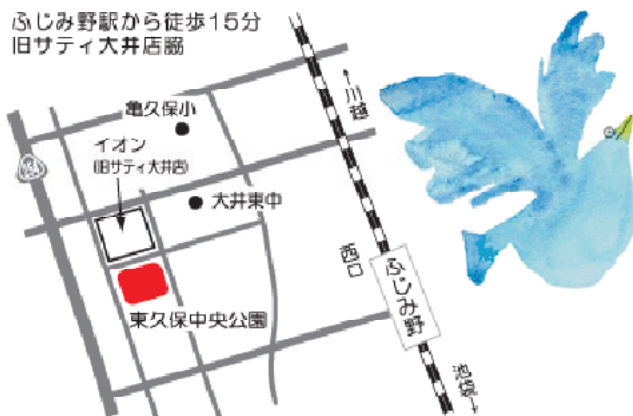 ふじみ野駅から徒歩15分
旧サティ大井店脇
←川越
亀久保小
イオン
(旧サティ大井店)
大井東中
西口
ふじみ野
東久保中央公園
池袋→